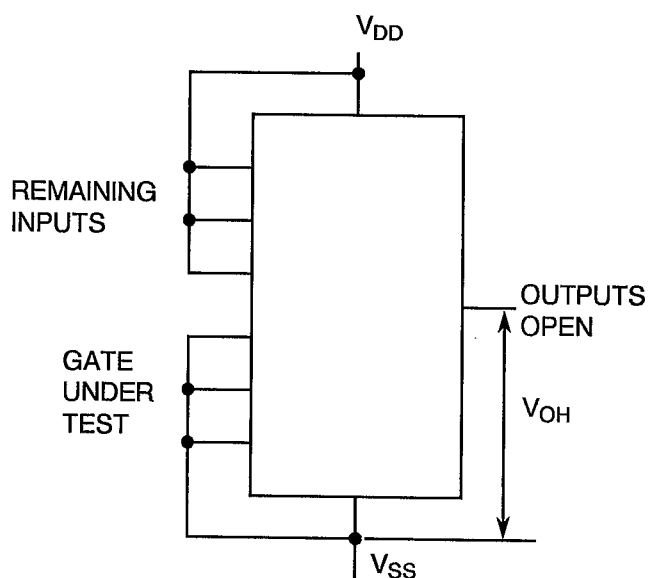 VDD
REMAINING
INPUTS
OUTPUTS
OPEN
GATE
UNDER
TEST
VOH
VSS